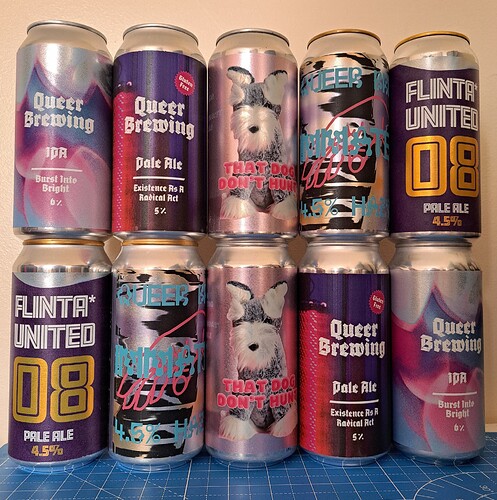 Queer
Brewing
IPA
Burst Into
Bright
6%
Gluten
Free
Queer
Brewing
Pale Ale
Existence As A
Radical Act
5%
THAT DOG
DON'T HUNT
QUEER
4.5%
FLINTA*
UNITED
08
PALE ALE
4.5%
FLINTA*
UNITED
08
PALE ALE
4.5%
QUEER
4.5%
THAT DOG
DON'T HUNT
Gluten
Free
Queer
Brewing
Pale Ale
Existence As A
Radical Act
5%
Queer
Brewing
IPA
Burst Into
Bright
6%